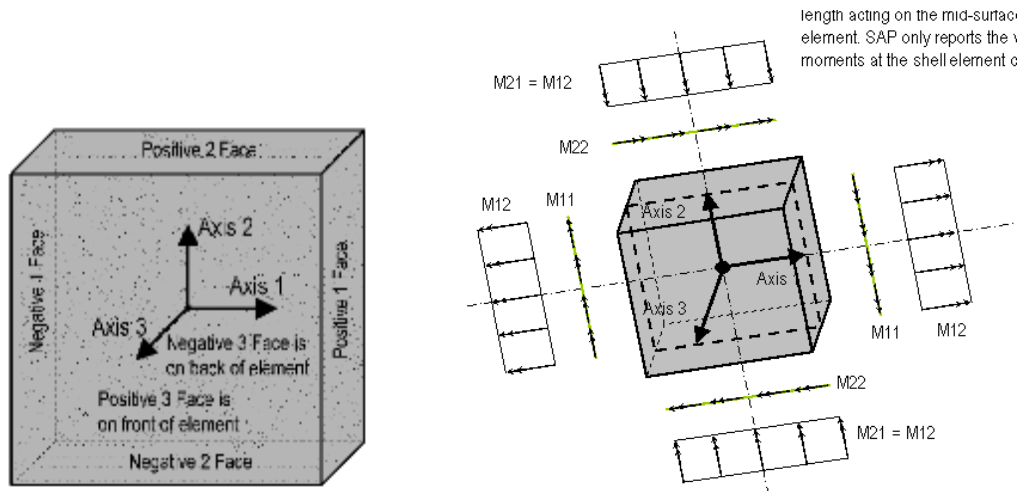 Positive 2 Face
Negative 1 Face
Axis 2
Axis 1
Axis 3
Negative 3 Face is
on back of element
Positive 3 Face is
on front of element
Positive 1 Face
Negative 2 Face
length acting on the mid-surface
element. SAP only reports the
moments at the shell element
M21 = M12
M22
M12
M11
Axis 2
Axis
Axis 3
M11
M12
M22
M21 = M12